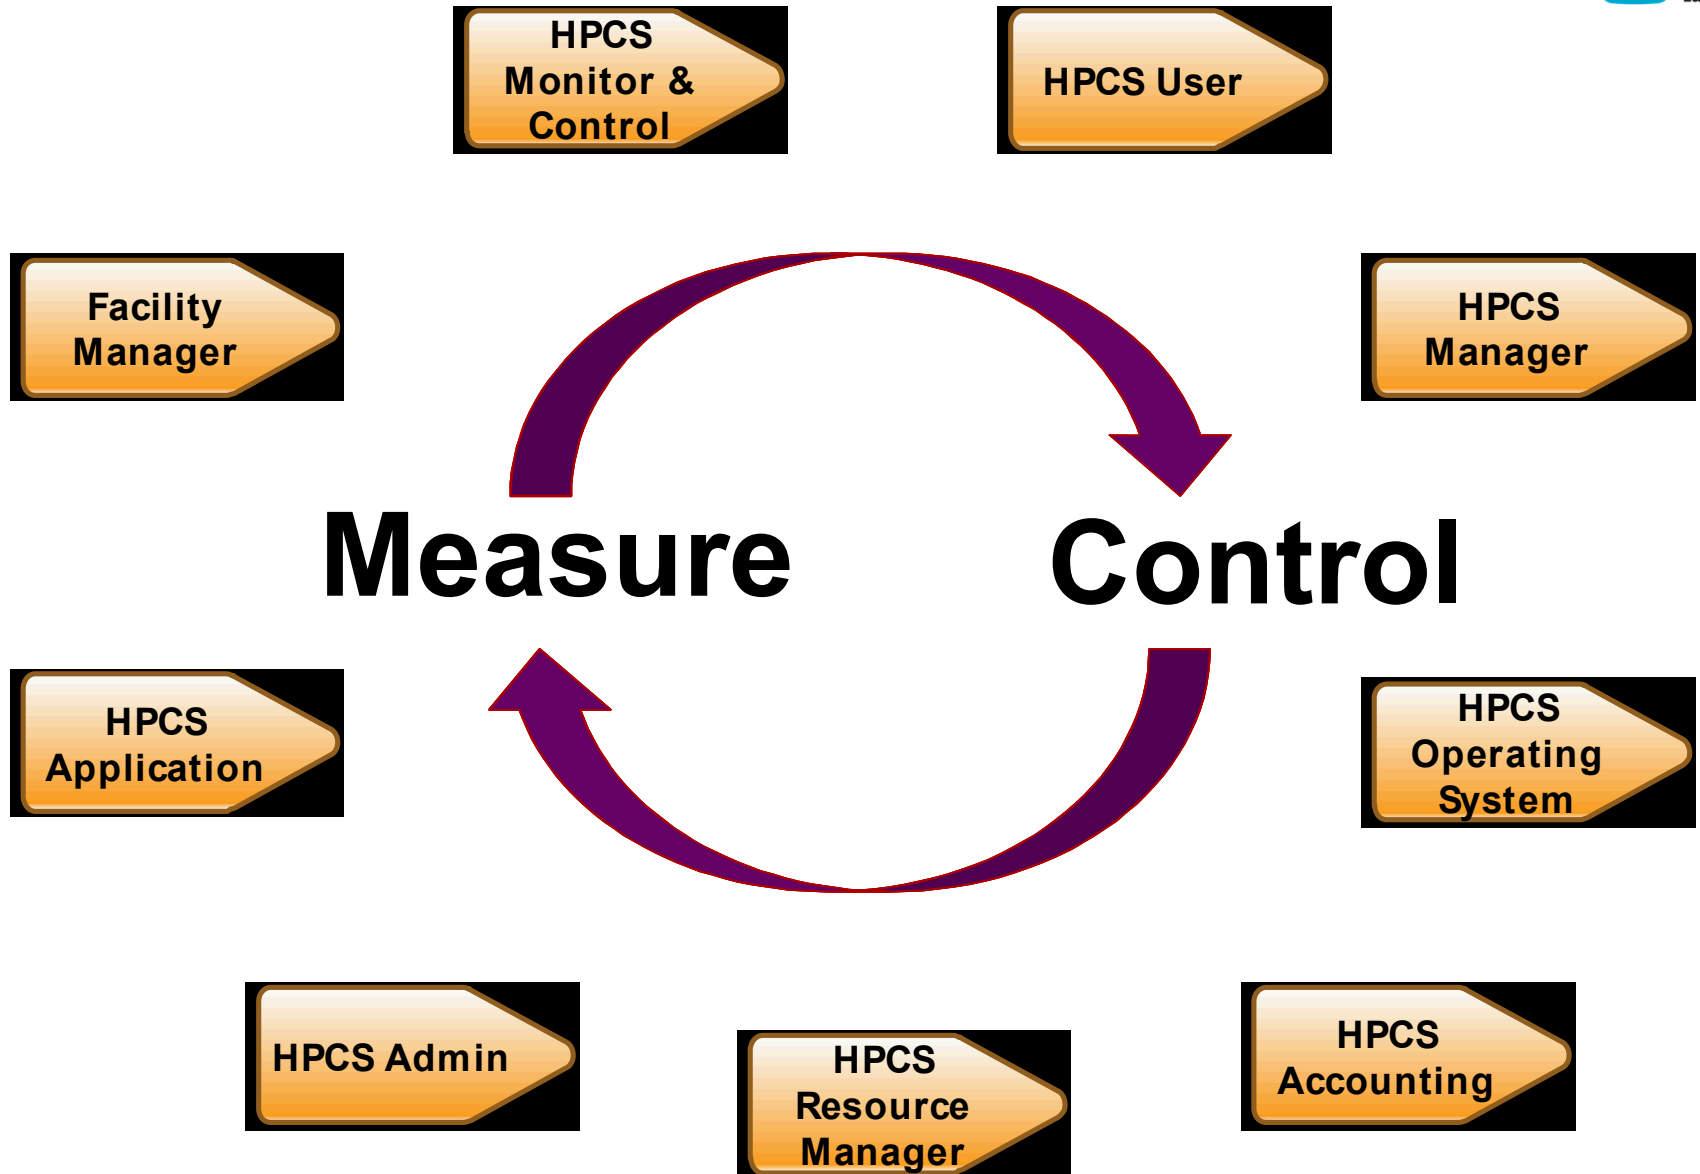 HPCS
Monitor &
Control
HPCS User
Facility
Manager
HPCS
Manager
Measure
Control
HPCS
Application
HPCS
Operating
System
HPCS Admin
HPCS
Resource
Manager
HPCS
Accounting